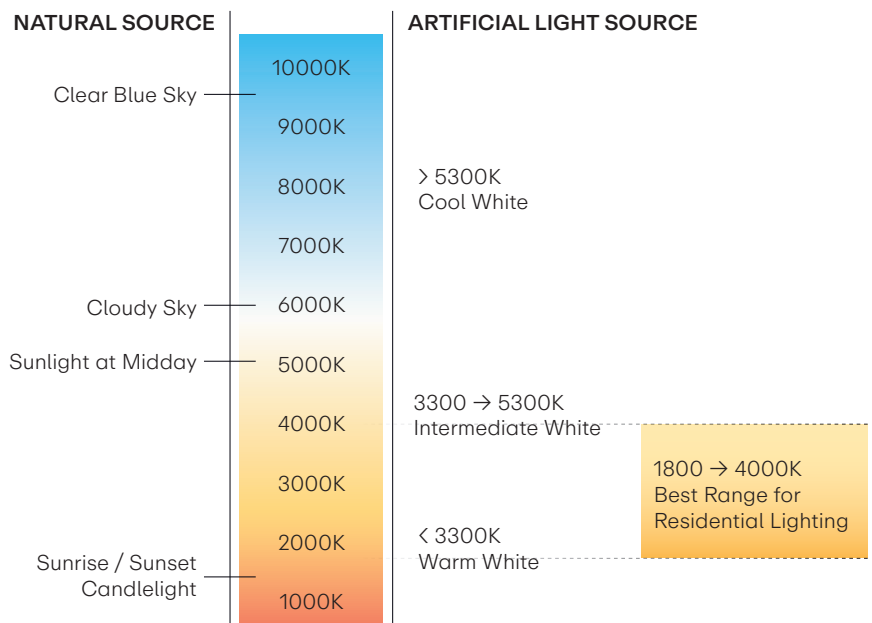 NATURAL SOURCE
ARTIFICIAL LIGHT SOURCE
10000K
Clear Blue Sky
9000K
8000K
7000K
6000K
Cloudy Sky
Sunlight at Midday
5000K
4000K
3000K
2000K
Sunrise / Sunset
Candlelight
1000K
> 5300K
Cool White
3300 → 5300K
Intermediate White
1800 → 4000K
Best Range for
Residential Lighting
< 3300K
Warm White